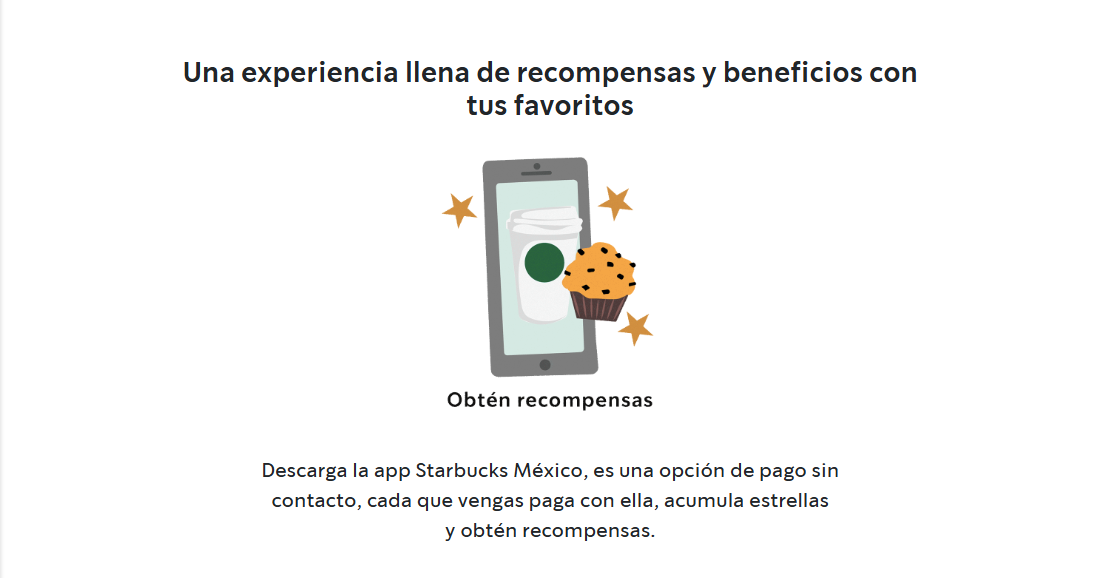 Una experiencia llena de recompensas y beneficios con
tus favoritos
Obtén recompensas
Descarga la app Starbucks México, es una opción de pago sin
contacto, cada que vengas paga con ella, acumula estrellas
y obtén recompensas.